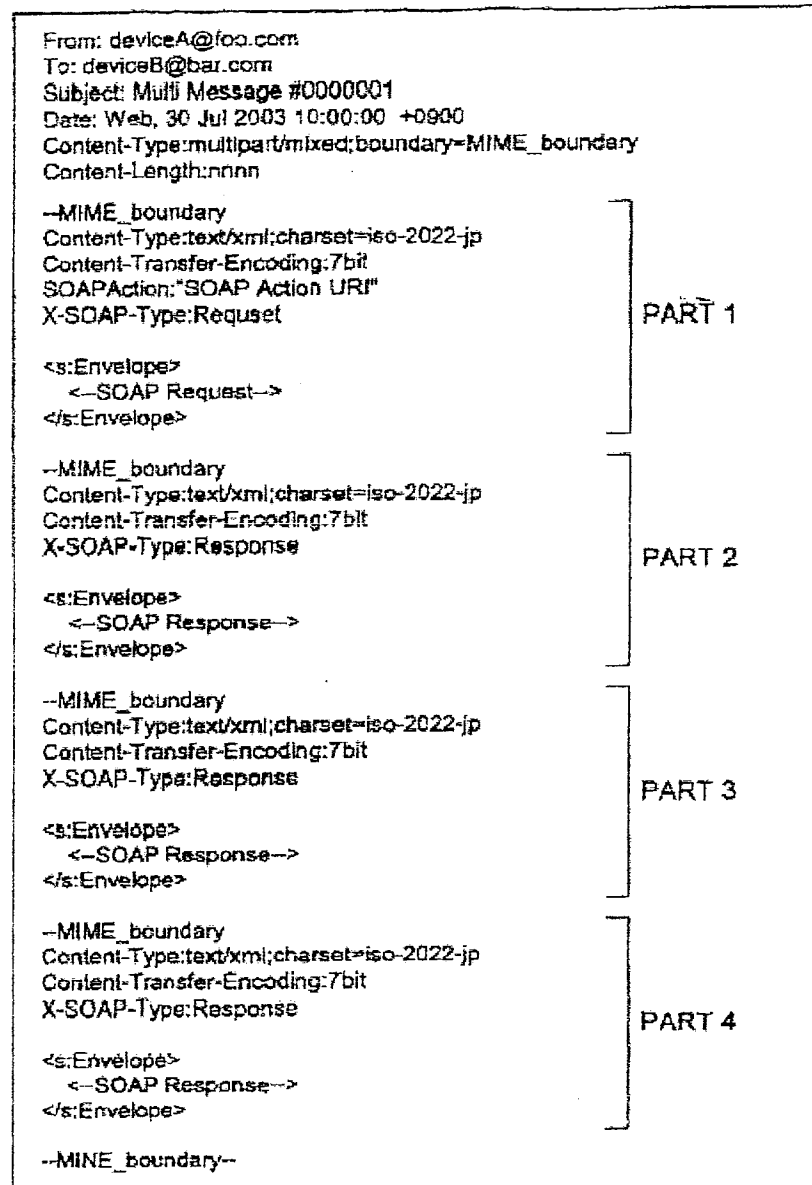 From: deviceA@foo.com
To: deviceB@bar.com
Subject: Multi Message #0000001
Date: Web, 30 Jul 2003 10:00:00 +0900
Content-Type:multipart/mixed;boundary=MIME_boundary
Content-Length:nnnn
--MIME_boundary
Content-Type:text/xml;charset=iso-2022-jp
Content-Transfer-Encoding:7bit
SOAPAction:"SOAP Action URI"
X-SOAP-Type:Requset
PART 1
<s:Envelope>
<--SOAP Request-->
</s:Envelope>
--MIME_boundary
Content-Type:text/xml;charset=iso-2022-jp
Content-Transfer-Encoding:7bit
X-SOAP-Type:Response
PART 2
<s:Envelope>
<--SOAP Response-->
</s:Envelope>
--MIME_boundary
Content-Type:text/xml;charset=iso-2022-jp
Content-Transfer-Encoding:7bit
X-SOAP-Type:Response
PART 3
<s:Envelope>
<--SOAP Response-->
</s:Envelope>
--MIME_boundary
Content-Type:text/xml;charset=iso-2022-jp
Content-Transfer-Encoding:7bit
X-SOAP-Type:Response
PART 4
<s:Envelope>
<--SOAP Response-->
</s:Envelope>
--MINE_boundary--